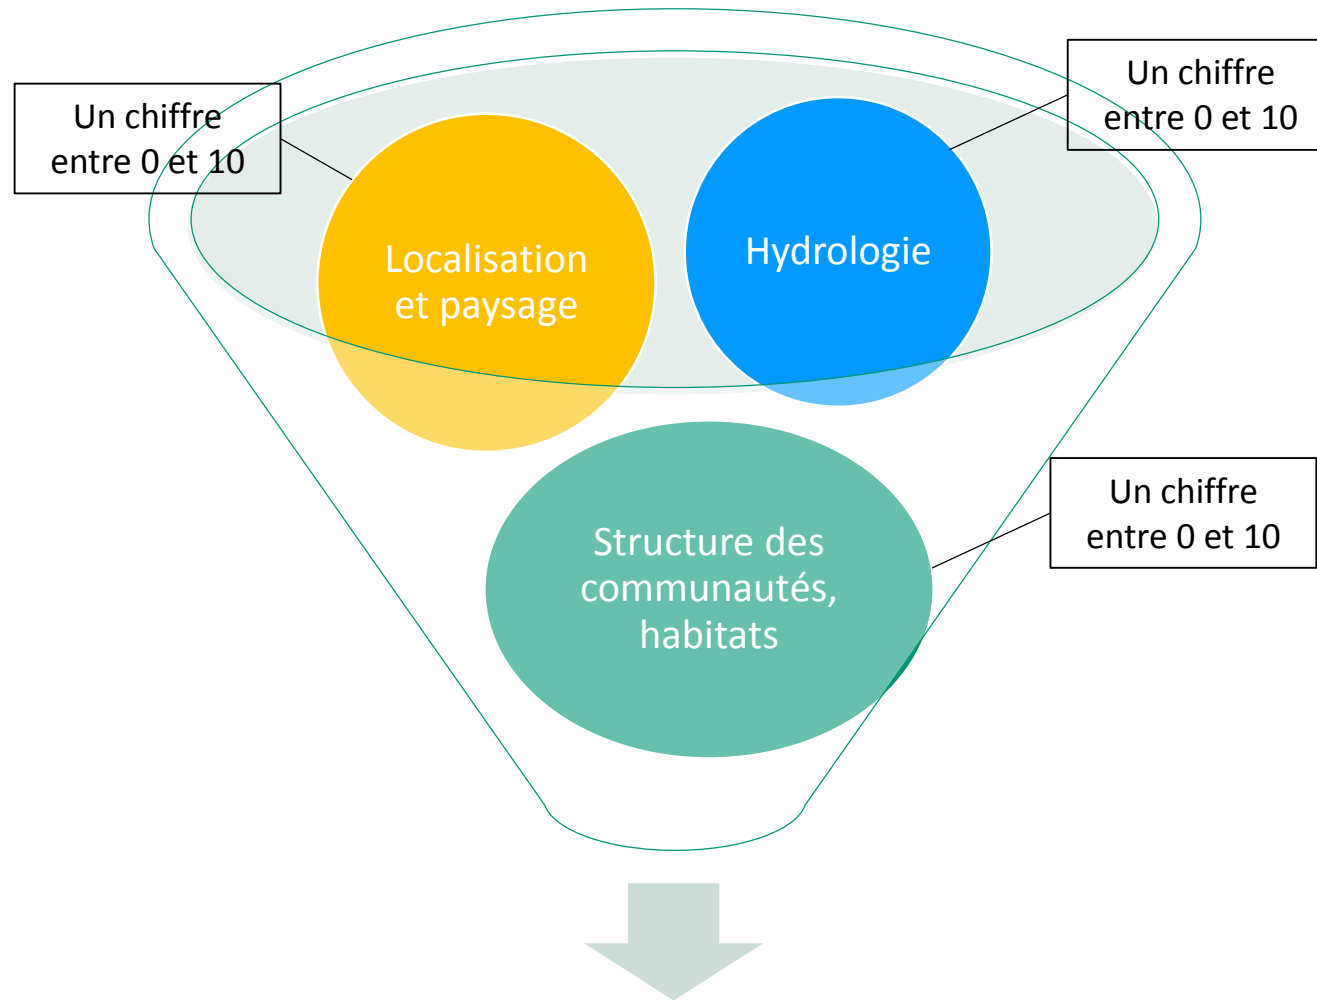 Un chiffre
entre 0 et 10
Un chiffre
entre 0 et 10
Localisation
et paysage
Hydrologie
Structure des
communautés,
habitats
Un chiffre
entre 0 et 10